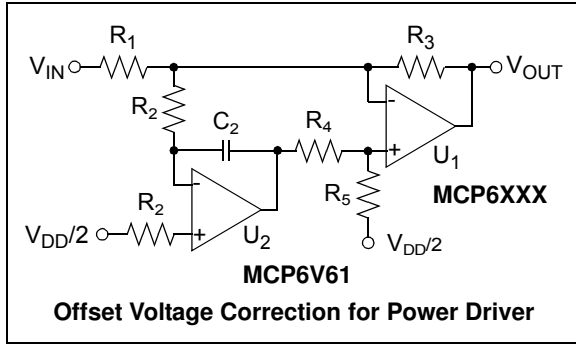 R1
R3
VIN
VOUT
R2
C2
R4
U1
R5
MCP6XXX
R2
VDD/2
U2
VDD/2
MCP6V61
Offset Voltage Correction for Power Driver